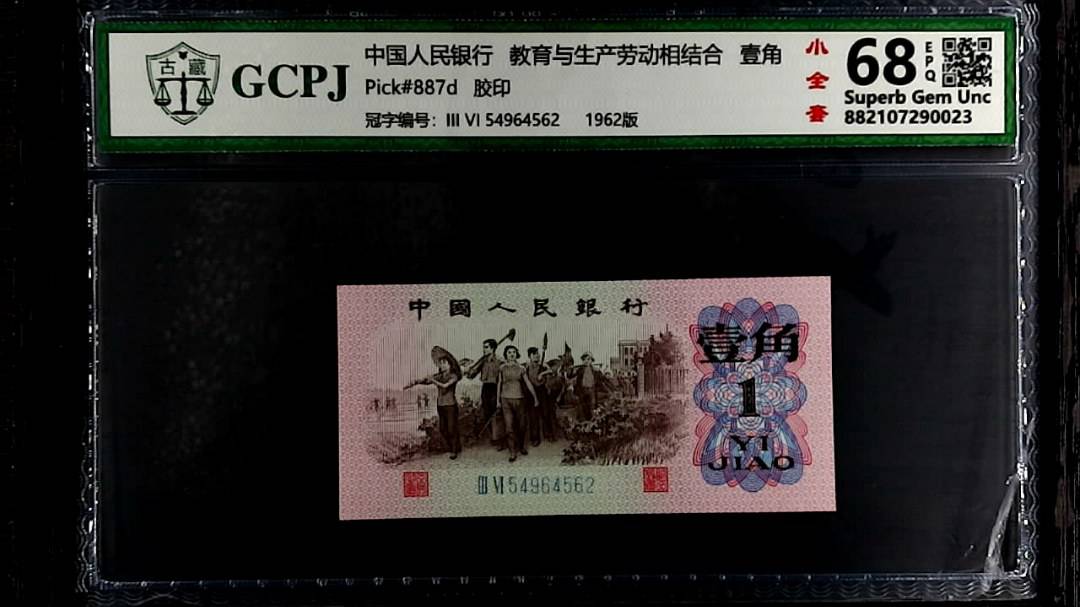 古藏
GCPJ
中国人民银行 教育与生产劳动相结合 壹角
Pick#887d 胶印
冠字编号: III VI 54964562 1962版
小全套
68 EPQ
Superb Gem Unc
882107290023
中國人民銀行
壹角
1
YI
JIAO
III VI 54964562